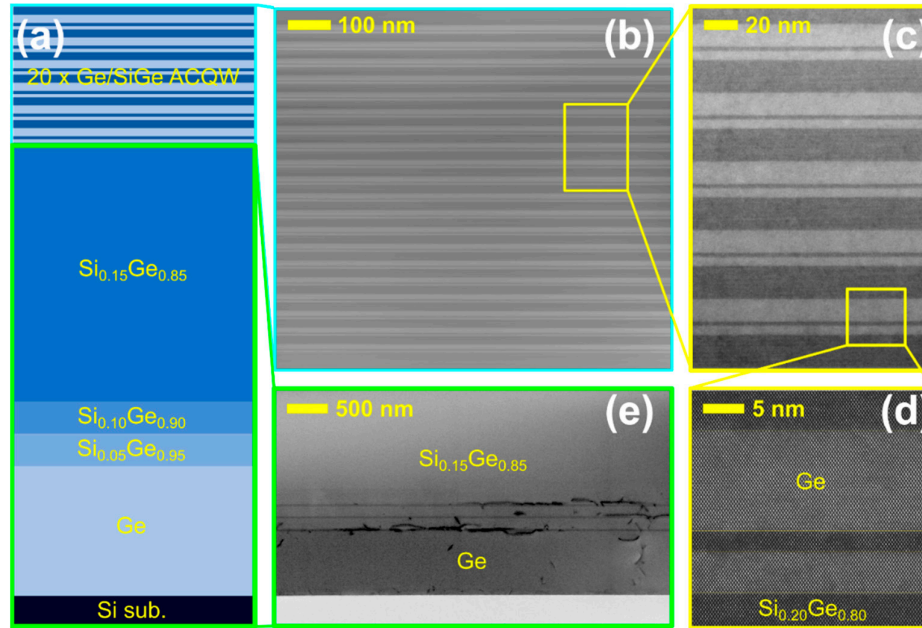 (a)
20 x Ge/SiGe ACQW
Si0.15Ge0.85
Si0.10Ge0.90
Si0.05Ge0.95
Ge
Si sub.
100 nm
(b)
20 nm
(c)
500 nm
(e)
Si0.15Ge0.85
Ge
5 nm
(d)
Ge
Si0.20Ge0.80